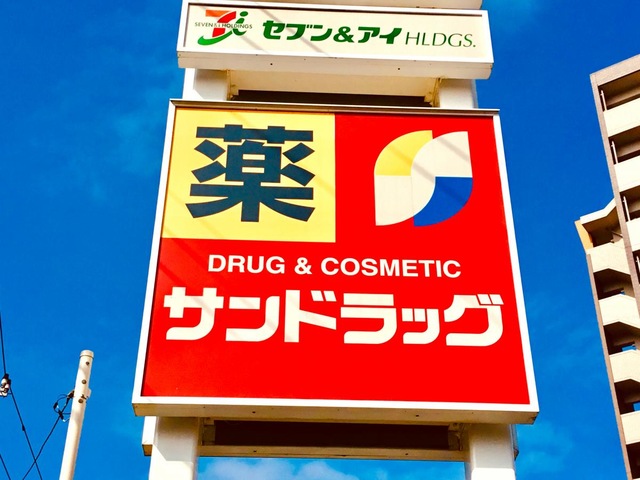 SEVEN & i HOLDINGS
セブン&アイ HLDGS.
薬
DRUG & COSMETIC
サンドラッグ